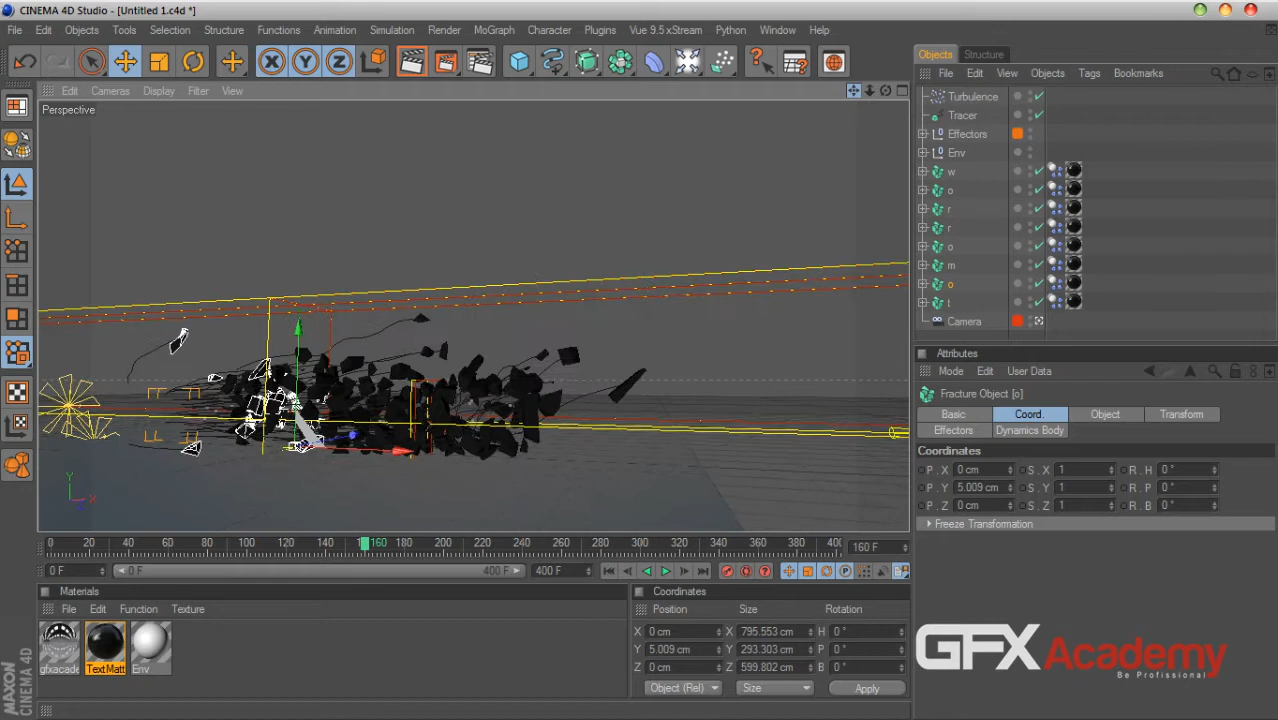 CINEMA 4D Studio - [Untitled 1.c4d *]
File Edit Objects Tools Selection Structure Functions Animation Simulation Render MoGraph Character Plugins Vue 9.5 xStream Python Window Help
Objects Structure
File Edit View Objects Tags Bookmarks
Edit Cameras Display Filter View
Perspective
Turbulence
Tracer
Effectors
Env
w
o
r
r
o
m
o
t
Camera
Attributes
Mode Edit User Data
Fracture Object [o]
Basic Coord. Object Transform
Effectors Dynamics Body
Coordinates
P . X 0 cm S . X 1 R . H 0 °
P . Y 5.009 cm S . Y 1 R . P 0 °
P . Z 0 cm S . Z 1 R . B 0 °
Freeze Transformation
0 20 40 60 80 100 120 140 160 180 200 220 240 260 280 300 320 340 360 380 400 160 F
0 F 0 F 400 F 400 F
Materials
File Edit Function Texture
gfxacade TextMatt Env
Coordinates
Position Size Rotation
X 0 cm X 795.553 cm H 0 °
Y 5.009 cm Y 293.303 cm P 0 °
Z 0 cm Z 599.802 cm B 0 °
Object (Rel) Size Apply
GFXAcademy
Be Profissional
MAXON
CINEMA 4D